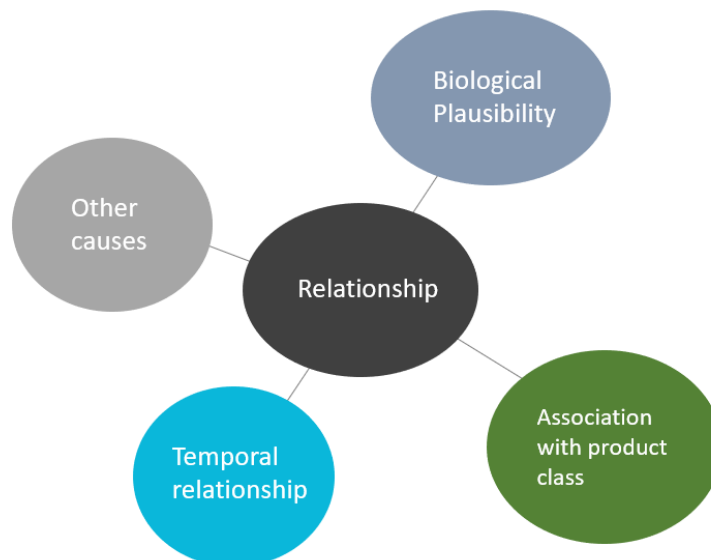 Biological
Plausibility
Other
causes
Relationship
Association
with product
class
Temporal
relationship